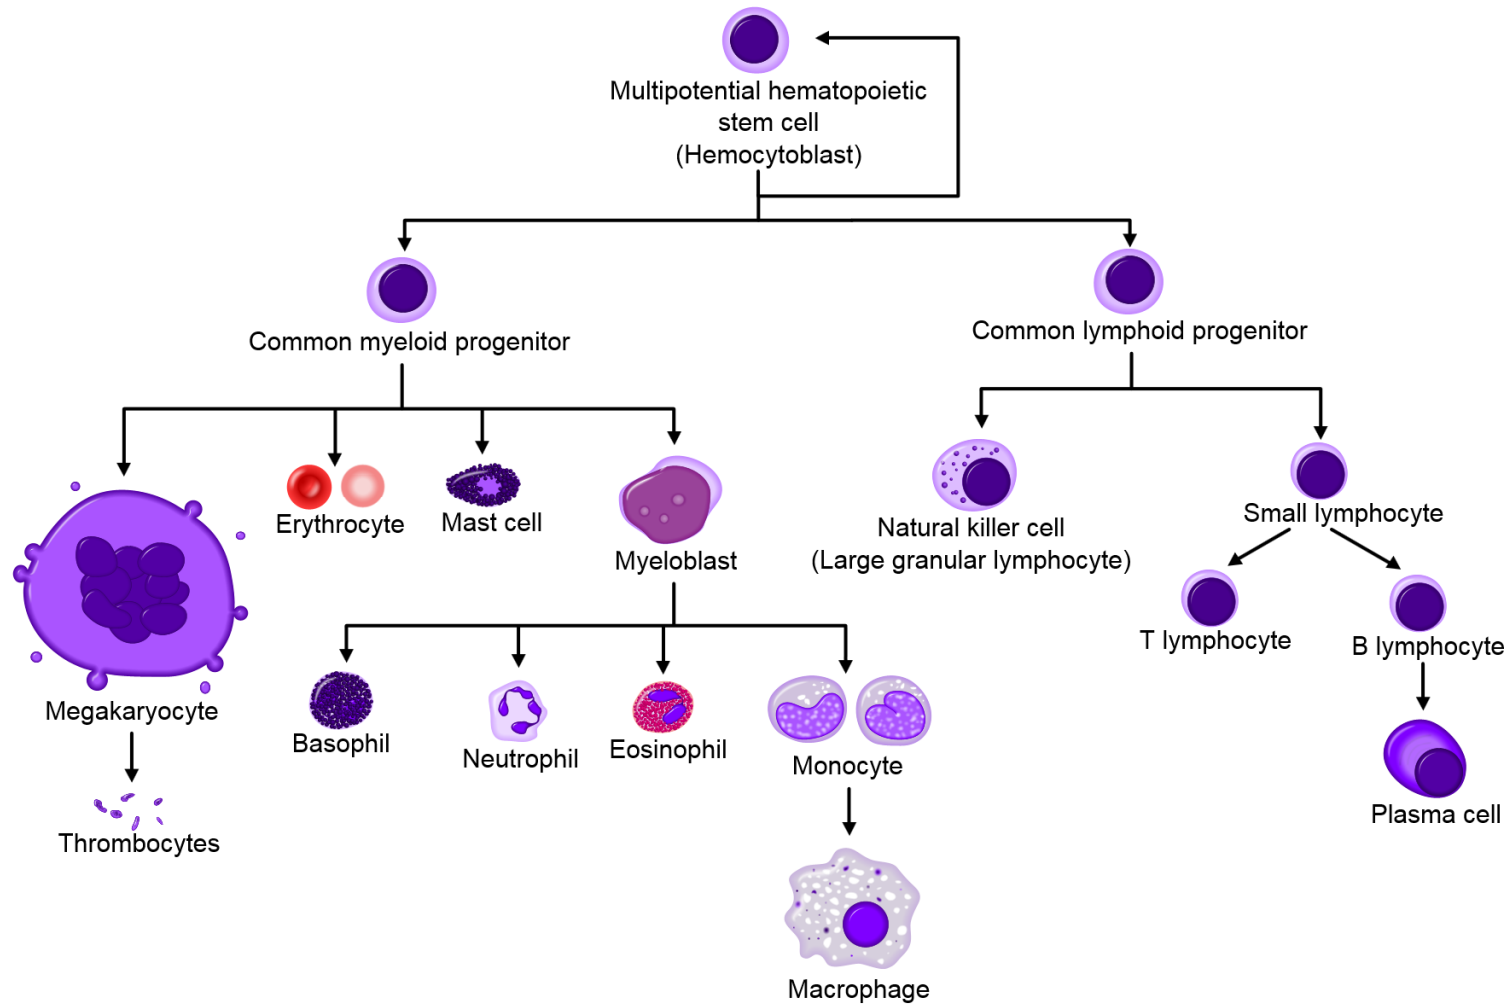 Multipotential hematopoietic
stem cell
(Hemocytoblast)
Common myeloid progenitor
Common lymphoid progenitor
Erythrocyte
Mast cell
Myeloblast
Natural killer cell
(Large granular lymphocyte)
Small lymphocyte
T lymphocyte
B lymphocyte
Megakaryocyte
Basophil
Neutrophil
Eosinophil
Monocyte
Plasma cell
Thrombocytes
Macrophage